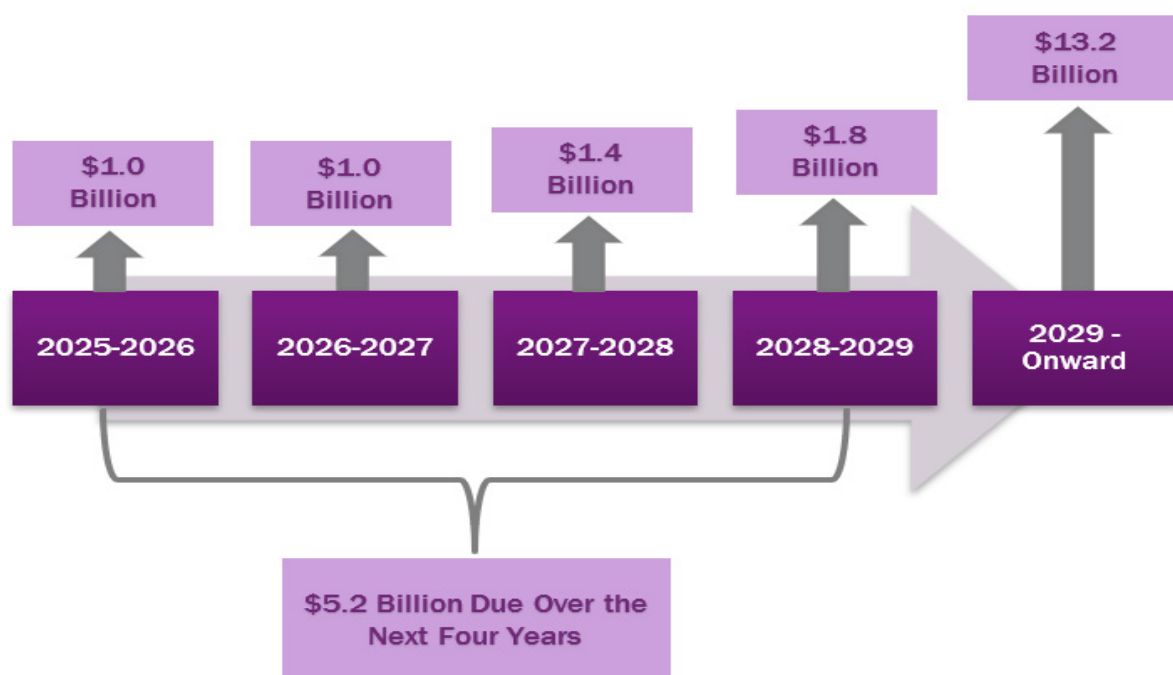 $13.2
Billion
$1.0
Billion
$1.0
Billion
$1.4
Billion
$1.8
Billion
2025-2026
2026-2027
2027-2028
2028-2029
2029 -
Onward
$5.2 Billion Due Over the
Next Four Years